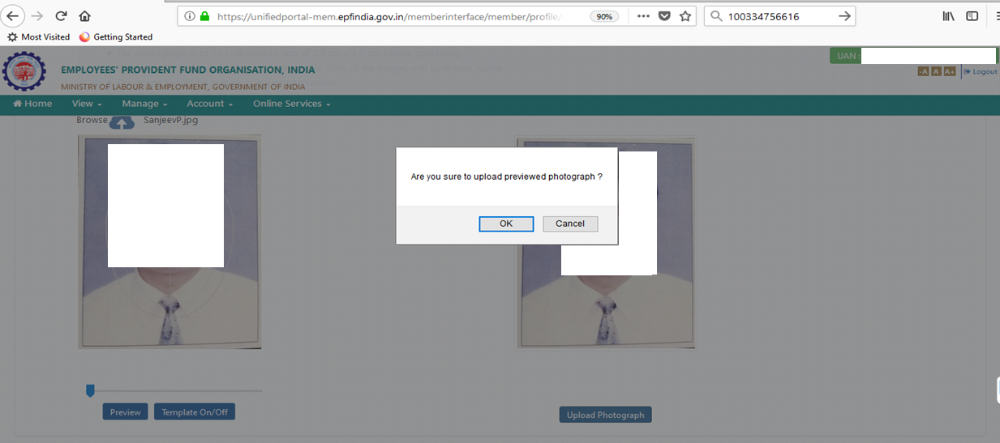 https://unifiedportal-mem.epfindia.gov.in/memberinterface/member/profile/
90%
100334756616
Most Visited
Getting Started
UAN :
EMPLOYEES' PROVIDENT FUND ORGANISATION, INDIA
MINISTRY OF LABOUR & EMPLOYMENT, GOVERNMENT OF INDIA
-A A A+
Logout
Home View Manage Account Online Services
Browse SanjeevP.jpg
Are you sure to upload previewed photograph ?
OK Cancel
Preview Template On/Off
Upload Photograph